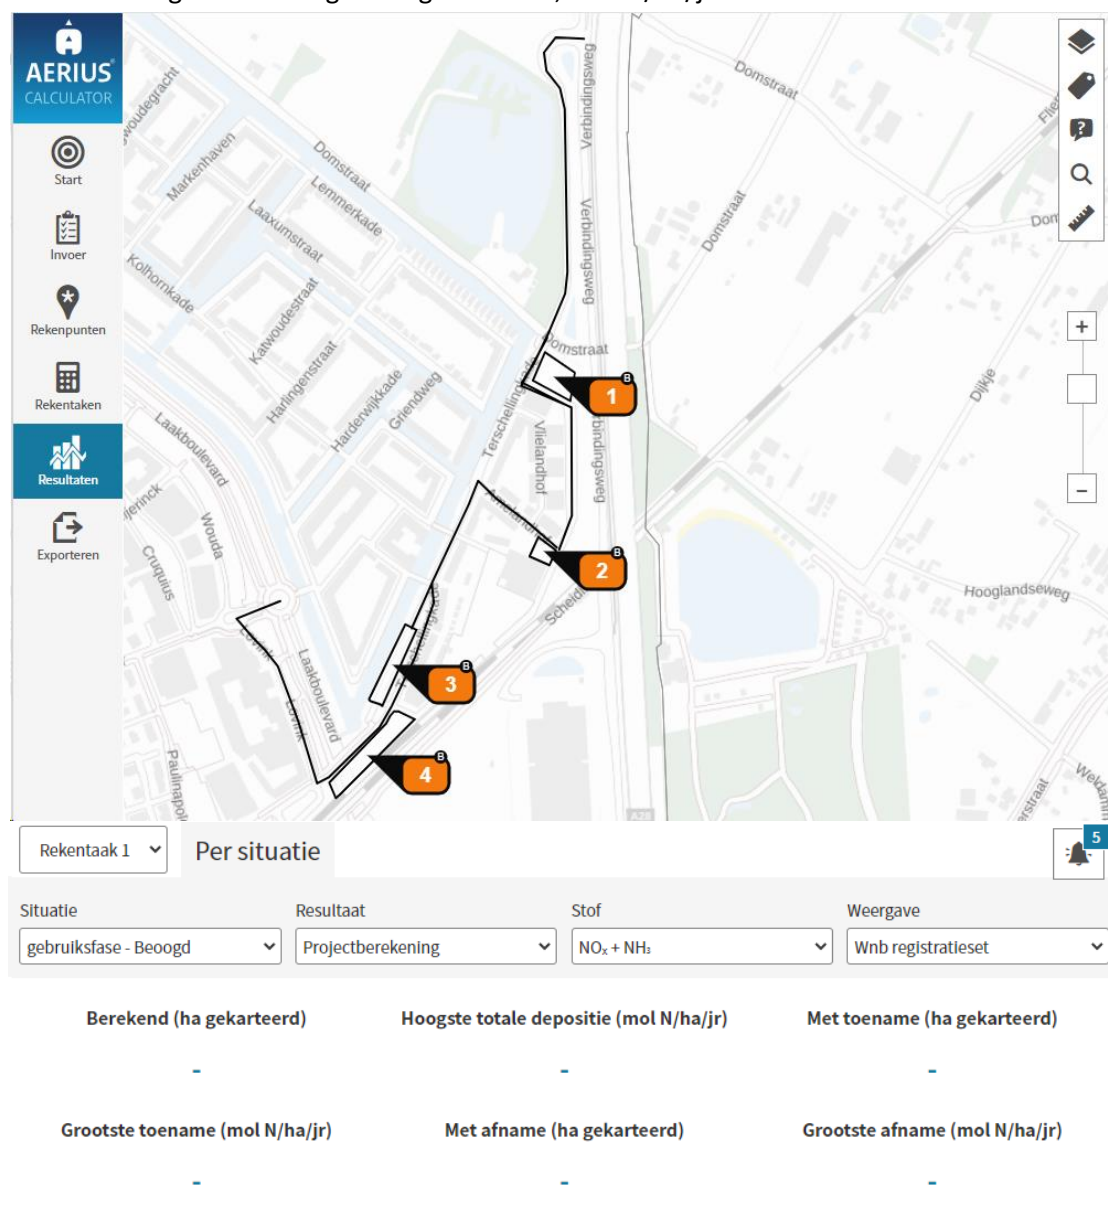 AERIUS
CALCULATOR
Start
Invoer
Rekenpunten
Rekentaken
Resultaten
Exporteren
Verbindingsweg
Domstraat
Markenhaven
Domstraat
Lemmerkade
Laaxumstraat
Verbindingsweg
Domstraat
Kolhornkade
Katwoudestraat
Domstraat
Harlingenstraat
Harderwijkkade
Griendweg
Terschellingkade
Vlielandhof
Dijkje
Laakboulevard
1
B
2
B
3
B
4
B
Wouda
Cruquius
Hooglandseweg
Lovink
Laakboulevard
Lovink
A28
+
−
Rekentaak 1
Per situatie
5
Situatie
Resultaat
Stof
Weergave
gebruiksfase - Beoogd
Projectberekening
NOₓ + NH₃
Wnb registratieset
Berekend (ha gekarteerd)
Hoogste totale depositie (mol N/ha/jr)
Met toename (ha gekarteerd)
-
-
-
Grootste toename (mol N/ha/jr)
Met afname (ha gekarteerd)
Grootste afname (mol N/ha/jr)
-
-
-